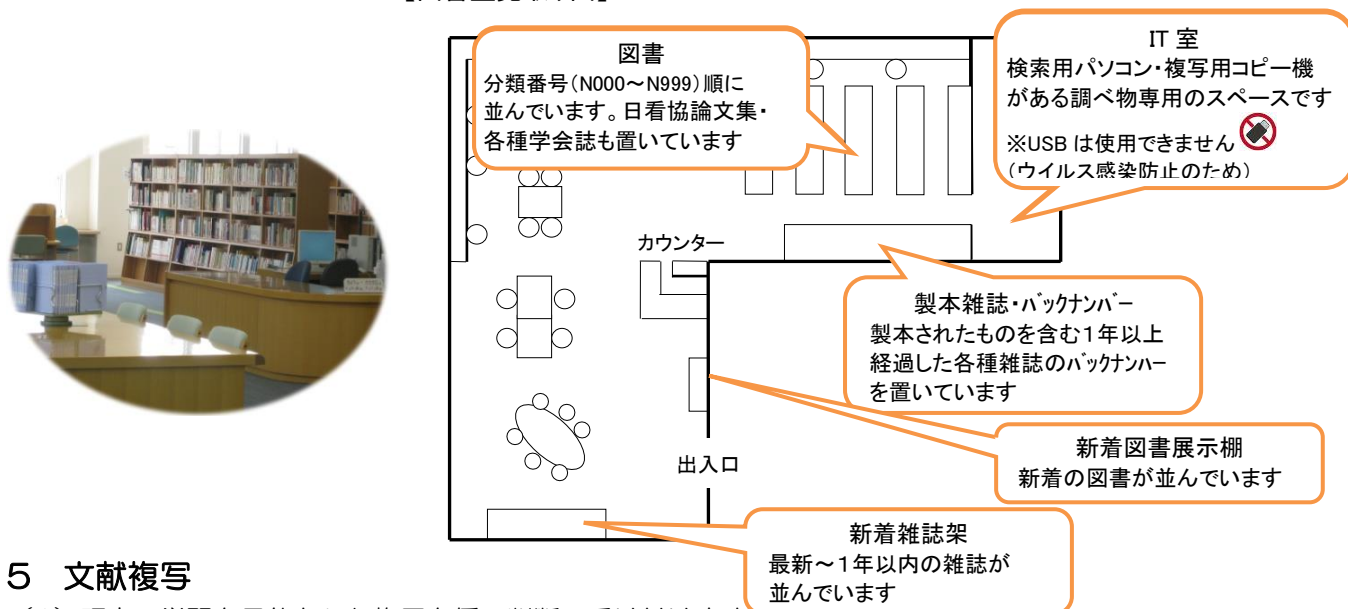 図書
分類番号(N000~N999)順に
並んでいます。日看協論文集・
各種学会誌も置いています
IT 室
検索用パソコン・複写用コピー機
がある調べ物専用のスペースです
※USB は使用できません
(ウイルス感染防止のため)
カウンター
製本雑誌・バックナンバー
製本されたものを含む1年以上
経過した各種雑誌のバックナンバー
を置いています
新着図書展示棚
新着の図書が並んでいます
出入口
新着雑誌架
最新~1年以内の雑誌が
並んでいます
5 文献複写